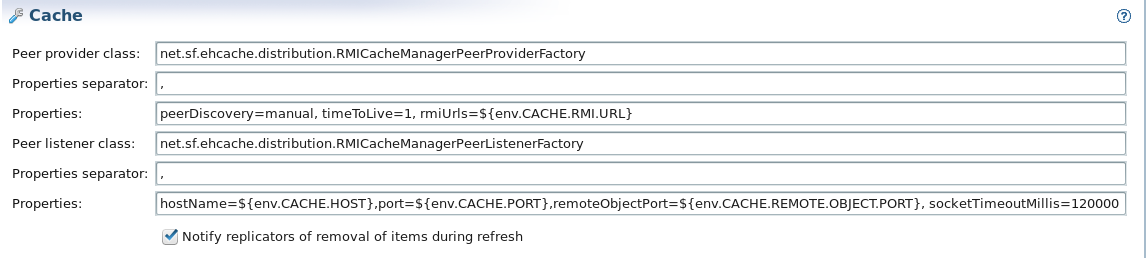 Cache
Peer provider class: net.sf.ehcache.distribution.RMICacheManagerPeerProviderFactory
Properties separator: ,
Properties: peerDiscovery=manual, timeToLive=1, rmiUrls=${env.CACHE.RMI.URL}
Peer listener class: net.sf.ehcache.distribution.RMICacheManagerPeerListenerFactory
Properties separator: ,
Properties: hostName=${env.CACHE.HOST},port=${env.CACHE.PORT},remoteObjectPort=${env.CACHE.REMOTE.OBJECT.PORT}, socketTimeoutMillis=120000
Notify replicators of removal of items during refresh